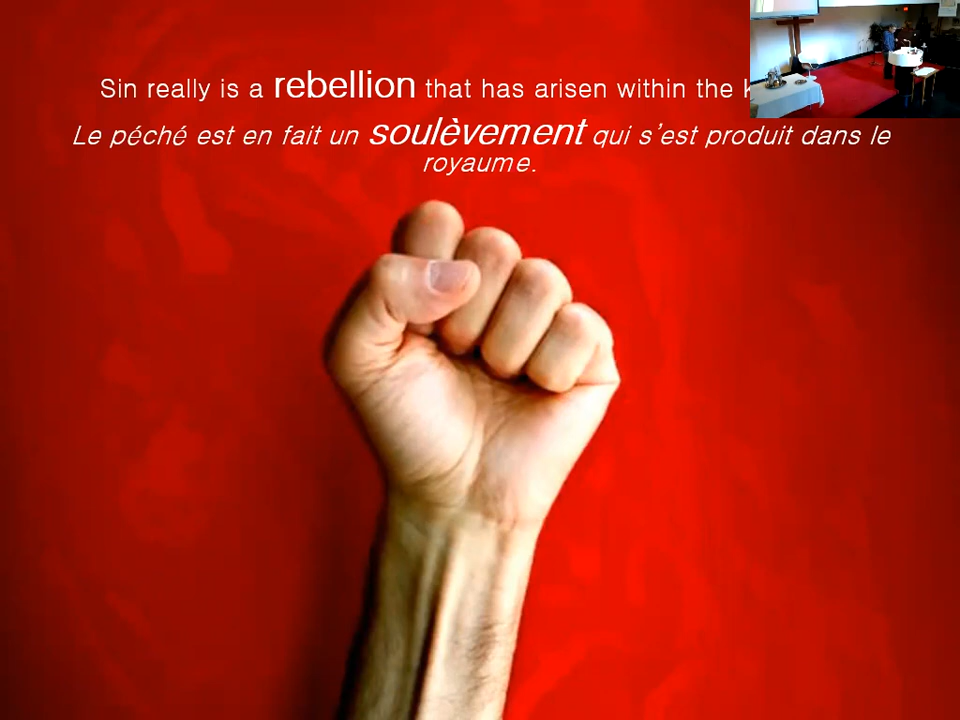 Sin really is a rebellion that has arisen within the
Le péché est en fait un soulèvement qui s'est produit dans le
royaume.